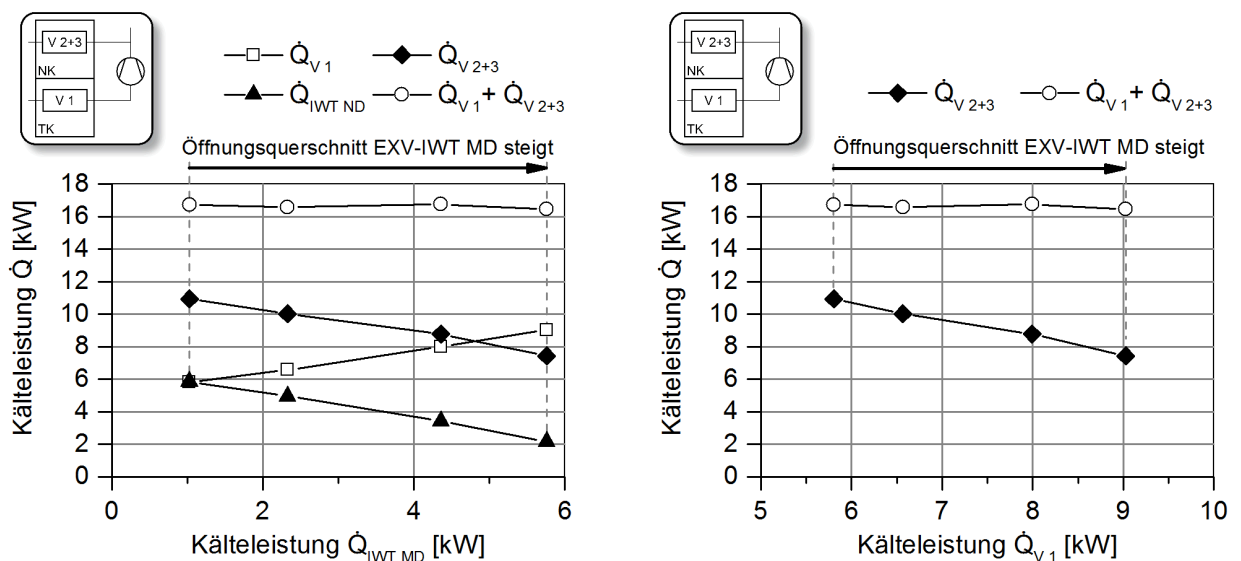 V 2+3
NK
V 1
TK
Q̇V 1
Q̇V 2+3
Q̇IWT ND
Q̇V 1 + Q̇V 2+3
Öffnungsquerschnitt EXV-IWT MD steigt
Kälteleistung Q̇ [kW]
18
16
14
12
10
8
6
4
2
0
0 2 4 6
Kälteleistung Q̇IWT MD [kW]
V 2+3
NK
V 1
TK
Q̇V 2+3
Q̇V 1 + Q̇V 2+3
Öffnungsquerschnitt EXV-IWT MD steigt
Kälteleistung Q̇ [kW]
18
16
14
12
10
8
6
4
2
0
5 6 7 8 9 10
Kälteleistung Q̇V 1 [kW]